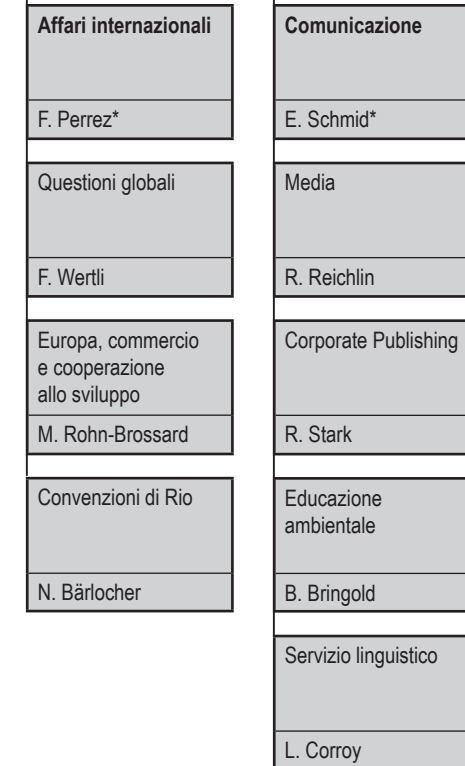 Affari internazionali
F. Perrez*
Questioni globali
F. Wertli
Europa, commercio
e cooperazione
allo sviluppo
M. Rohn-Brossard
Convenzioni di Rio
N. Bärlocher
Comunicazione
E. Schmid*
Media
R. Reichlin
Corporate Publishing
R. Stark
Educazione
ambientale
B. Bringold
Servizio linguistico
L. Corroy